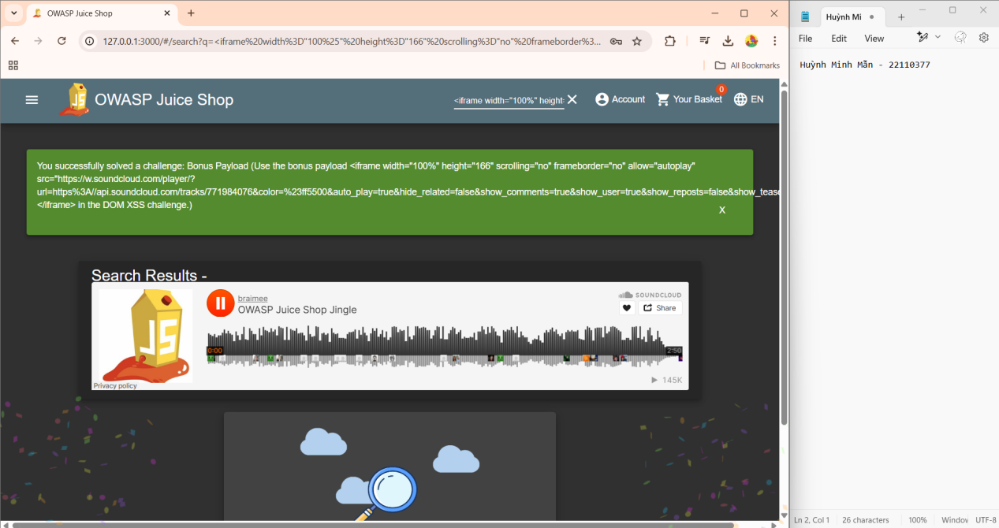 OWASP Juice Shop
127.0.0.1:3000/#/search?q=<iframe%20width%3D"100%25"%20height%3D"166"%20scrolling%3D"no"%20frameborder%3...
All Bookmarks
OWASP Juice Shop
<iframe width="100%" height:
Account
0
Your Basket
EN
You successfully solved a challenge: Bonus Payload (Use the bonus payload <iframe width="100%" height="166" scrolling="no" frameborder="no" allow="autoplay"
src="https://w.soundcloud.com/player/?
url=https%3A//api.soundcloud.com/tracks/771984076&color=%23ff5500&auto_play=true&hide_related=false&show_comments=true&show_user=true&show_reposts=false&show_tease
</iframe> in the DOM XSS challenge.)
X
Search Results -
JS
braimee
OWASP Juice Shop Jingle
SOUNDCLOUD
Share
0:00
2:50
Privacy policy
145K
Huỳnh Mi
File
Edit
View
Huỳnh Minh Mẫn - 22110377
Ln 2, Col 1
26 characters
100%
Window
UTF-8